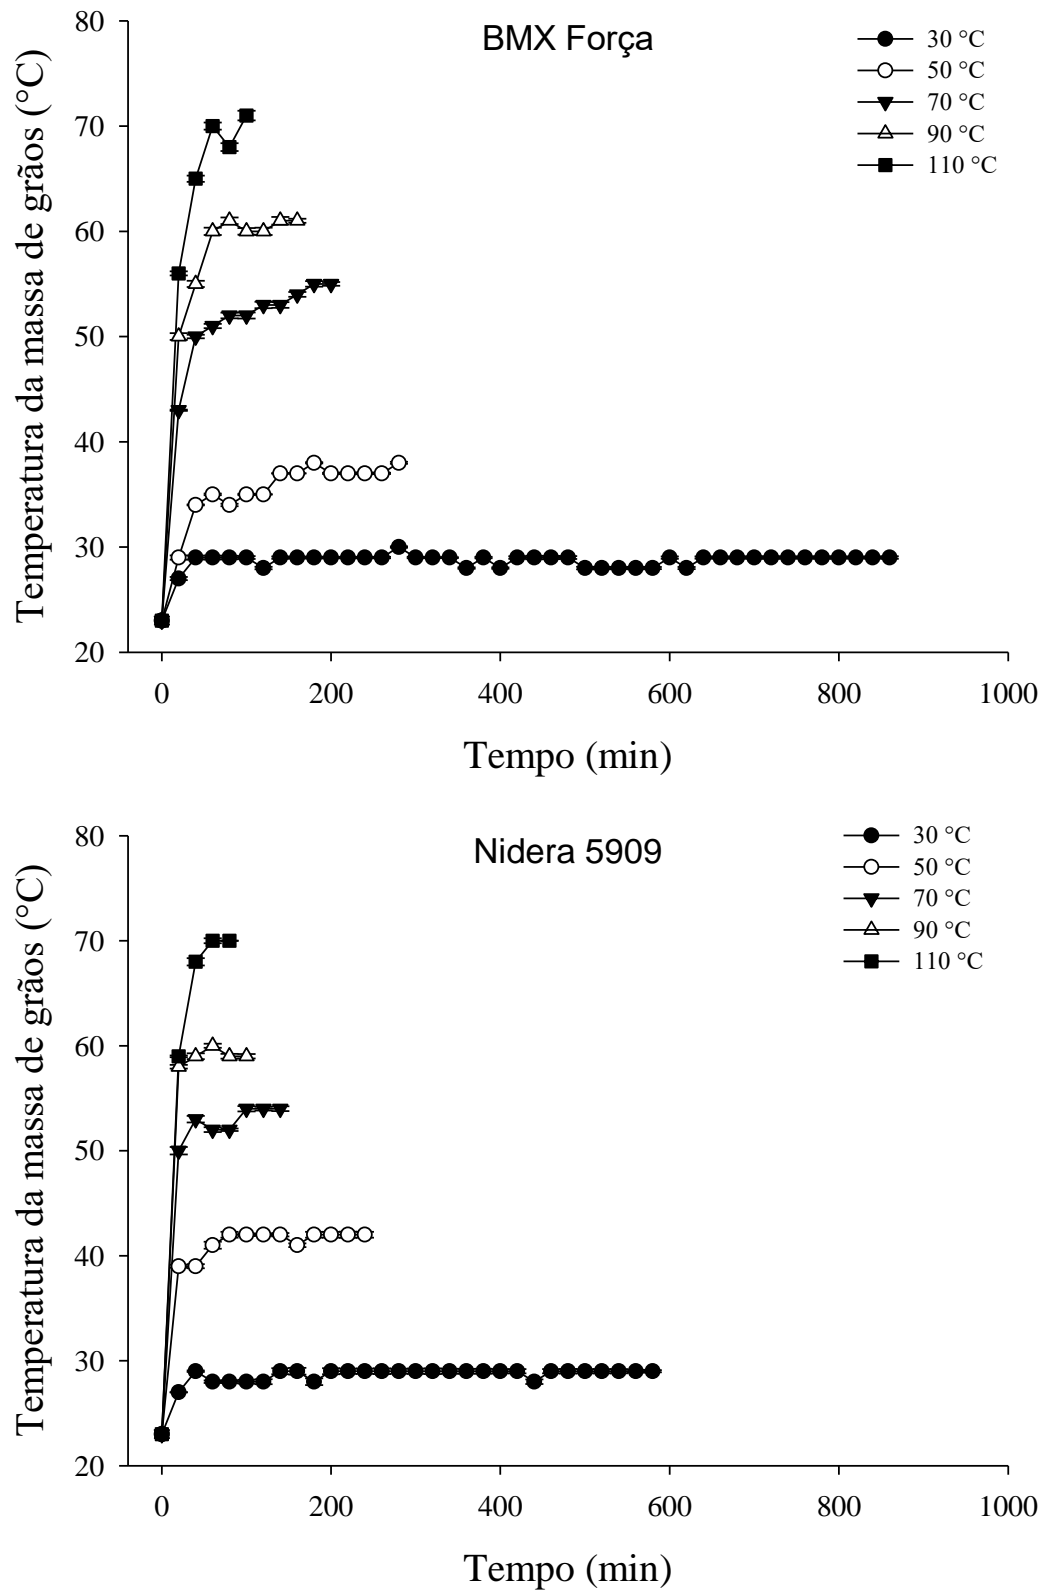 BMX Força
30 °C
50 °C
70 °C
90 °C
110 °C
Temperatura da massa de grãos (°C)
80
70
60
50
40
30
20
0 200 400 600 800 1000
Tempo (min)
Nidera 5909
30 °C
50 °C
70 °C
90 °C
110 °C
Temperatura da massa de grãos (°C)
80
70
60
50
40
30
20
0 200 400 600 800 1000
Tempo (min)